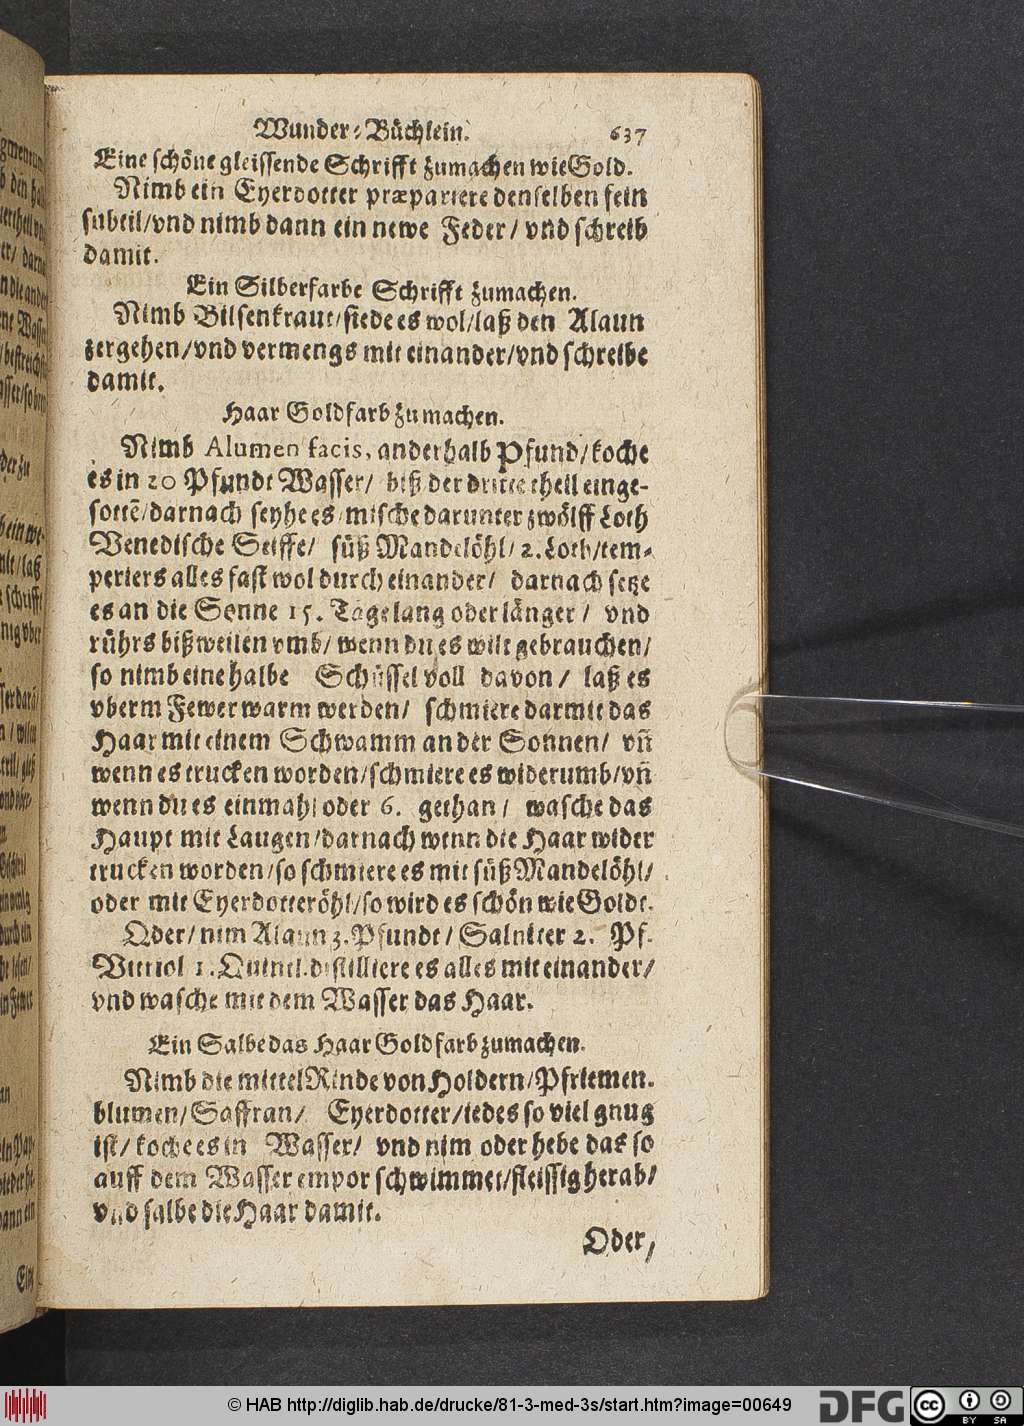 Wunder-Büchlein. 637
Eine schöne gleissende Schrifft zumachen wie Gold.
Nimb ein Eyerdotter præpariere denselben fein
subtil/vnd nimb dann ein newe Feder/ vnd schreib
damit.
Ein Silberfarbe Schrifft zumachen.
Nimb Bilsenkraut/siede es wol/laß den Alaun
zergehen/vnd vermengs mit einander/vnd schreibe
damit.
Haar Goldfarb zumachen.
Nimb Alumen facis, anderhalb Pfund/koche
es in 20 Pfundt Wasser/ biß der dritte theil einge-
sottē/darnach seyhe es/mische darunter zwölff Loth
Venedische Seiffe/ süß Mandelöhl/ 2. Loth/tem-
periers alles fast wol durch einander/ darnach setze
es an die Sonne 15. Tage lang oder länger/ vnd
rührs bißweilen vmb/ wenn du es wilt gebrauchen/
so nimb eine halbe Schüssel voll davon/ laß es
vberm Fewer warm werden/ schmiere darmit das
Haar mit einem Schwamm an der Sonnen/ vñ
wenn es trucken worden/schmiere es widerumb/vñ
wenn du es einmahl oder 6. gethan/ wasche das
Haupt mit Laugen/darnach wenn die Haar wider
trucken worden/so schmiere es mit süß Mandelöhl/
oder mit Eyerdotteröhl/so wird es schön wie Goldt.
Oder/nim Alaun 3. Pfundt/ Salniter 2. Pf.
Vitriol 1. Quintl. distilliere es alles mit einander/
vnd wasche mit dem Wasser das Haar.
Ein Salbe das Haar Goldfarb zumachen.
Nimb die mittel Rinde von Holdern/Pfriemen-
blumen/Saffran/ Eyerdotter/iedes so viel gnug
ist/ koche es in Wasser/ vnd nim oder hebe das so
auff dem Wasser empor schwimmet/fleissig herab/
vnd salbe die Haar damit.
Oder/
© HAB http://diglib.hab.de/drucke/81-3-med-3s/start.htm?image=00649
DFG
cc BY SA